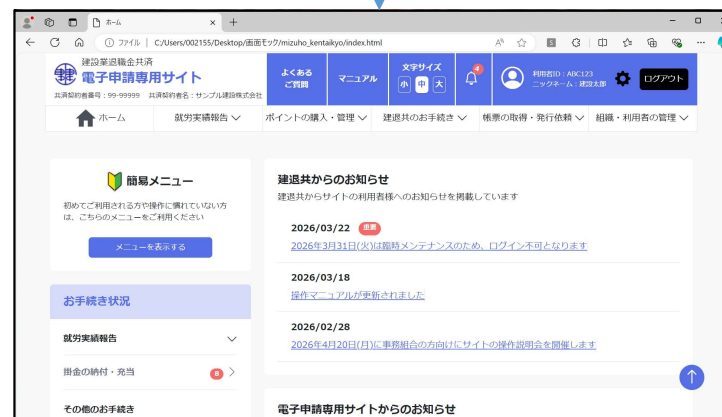 ホーム
ファイル C:/Users/002155/Desktop/画面モック/mizuho_kentaikyo/index.html
建設業退職金共済
電子申請専用サイト
共済契約者番号：99-99999 共済契約者名：サンプル建設株式会社
よくある
ご質問
マニュアル
文字サイズ
小 中 大
4
利用者ID：ABC123
ニックネーム：建設太郎
ログアウト
ホーム 就労実績報告 ポイントの購入・管理 建退共のお手続き 帳票の取得・発行依頼 組織・利用者の管理
簡易メニュー
初めてご利用される方や操作に慣れていない方
は、こちらのメニューをご利用ください
メニューを表示する
お手続き状況
就労実績報告
掛金の納付・充当 8
その他のお手続き
建退共からのお知らせ
建退共からサイトの利用者様へのお知らせを掲載しています
2026/03/22 重要
2026年3月31日(火)は臨時メンテナンスのため、ログイン不可となります
2026/03/18
操作マニュアルが更新されました
2026/02/28
2026年4月20日(月)に事務組合の方向けにサイトの操作説明会を開催します
電子申請専用サイトからのお知らせ